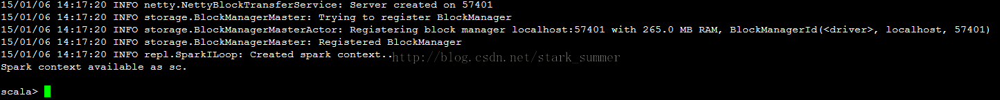 15/01/06 14:17:20 INFO netty.NettyBlockTransferService: Server created on 57401
15/01/06 14:17:20 INFO storage.BlockManagerMaster: Trying to register BlockManager
15/01/06 14:17:20 INFO storage.BlockManagerMasterActor: Registering block manager localhost:57401 with 265.0 MB RAM, BlockManagerId(<driver>, localhost, 57401)
15/01/06 14:17:20 INFO storage.BlockManagerMaster: Registered BlockManager
15/01/06 14:17:20 INFO repl.SparkILoop: Created spark context..
http://blog.csdn.net/stark_summer
Spark context available as sc.
scala>